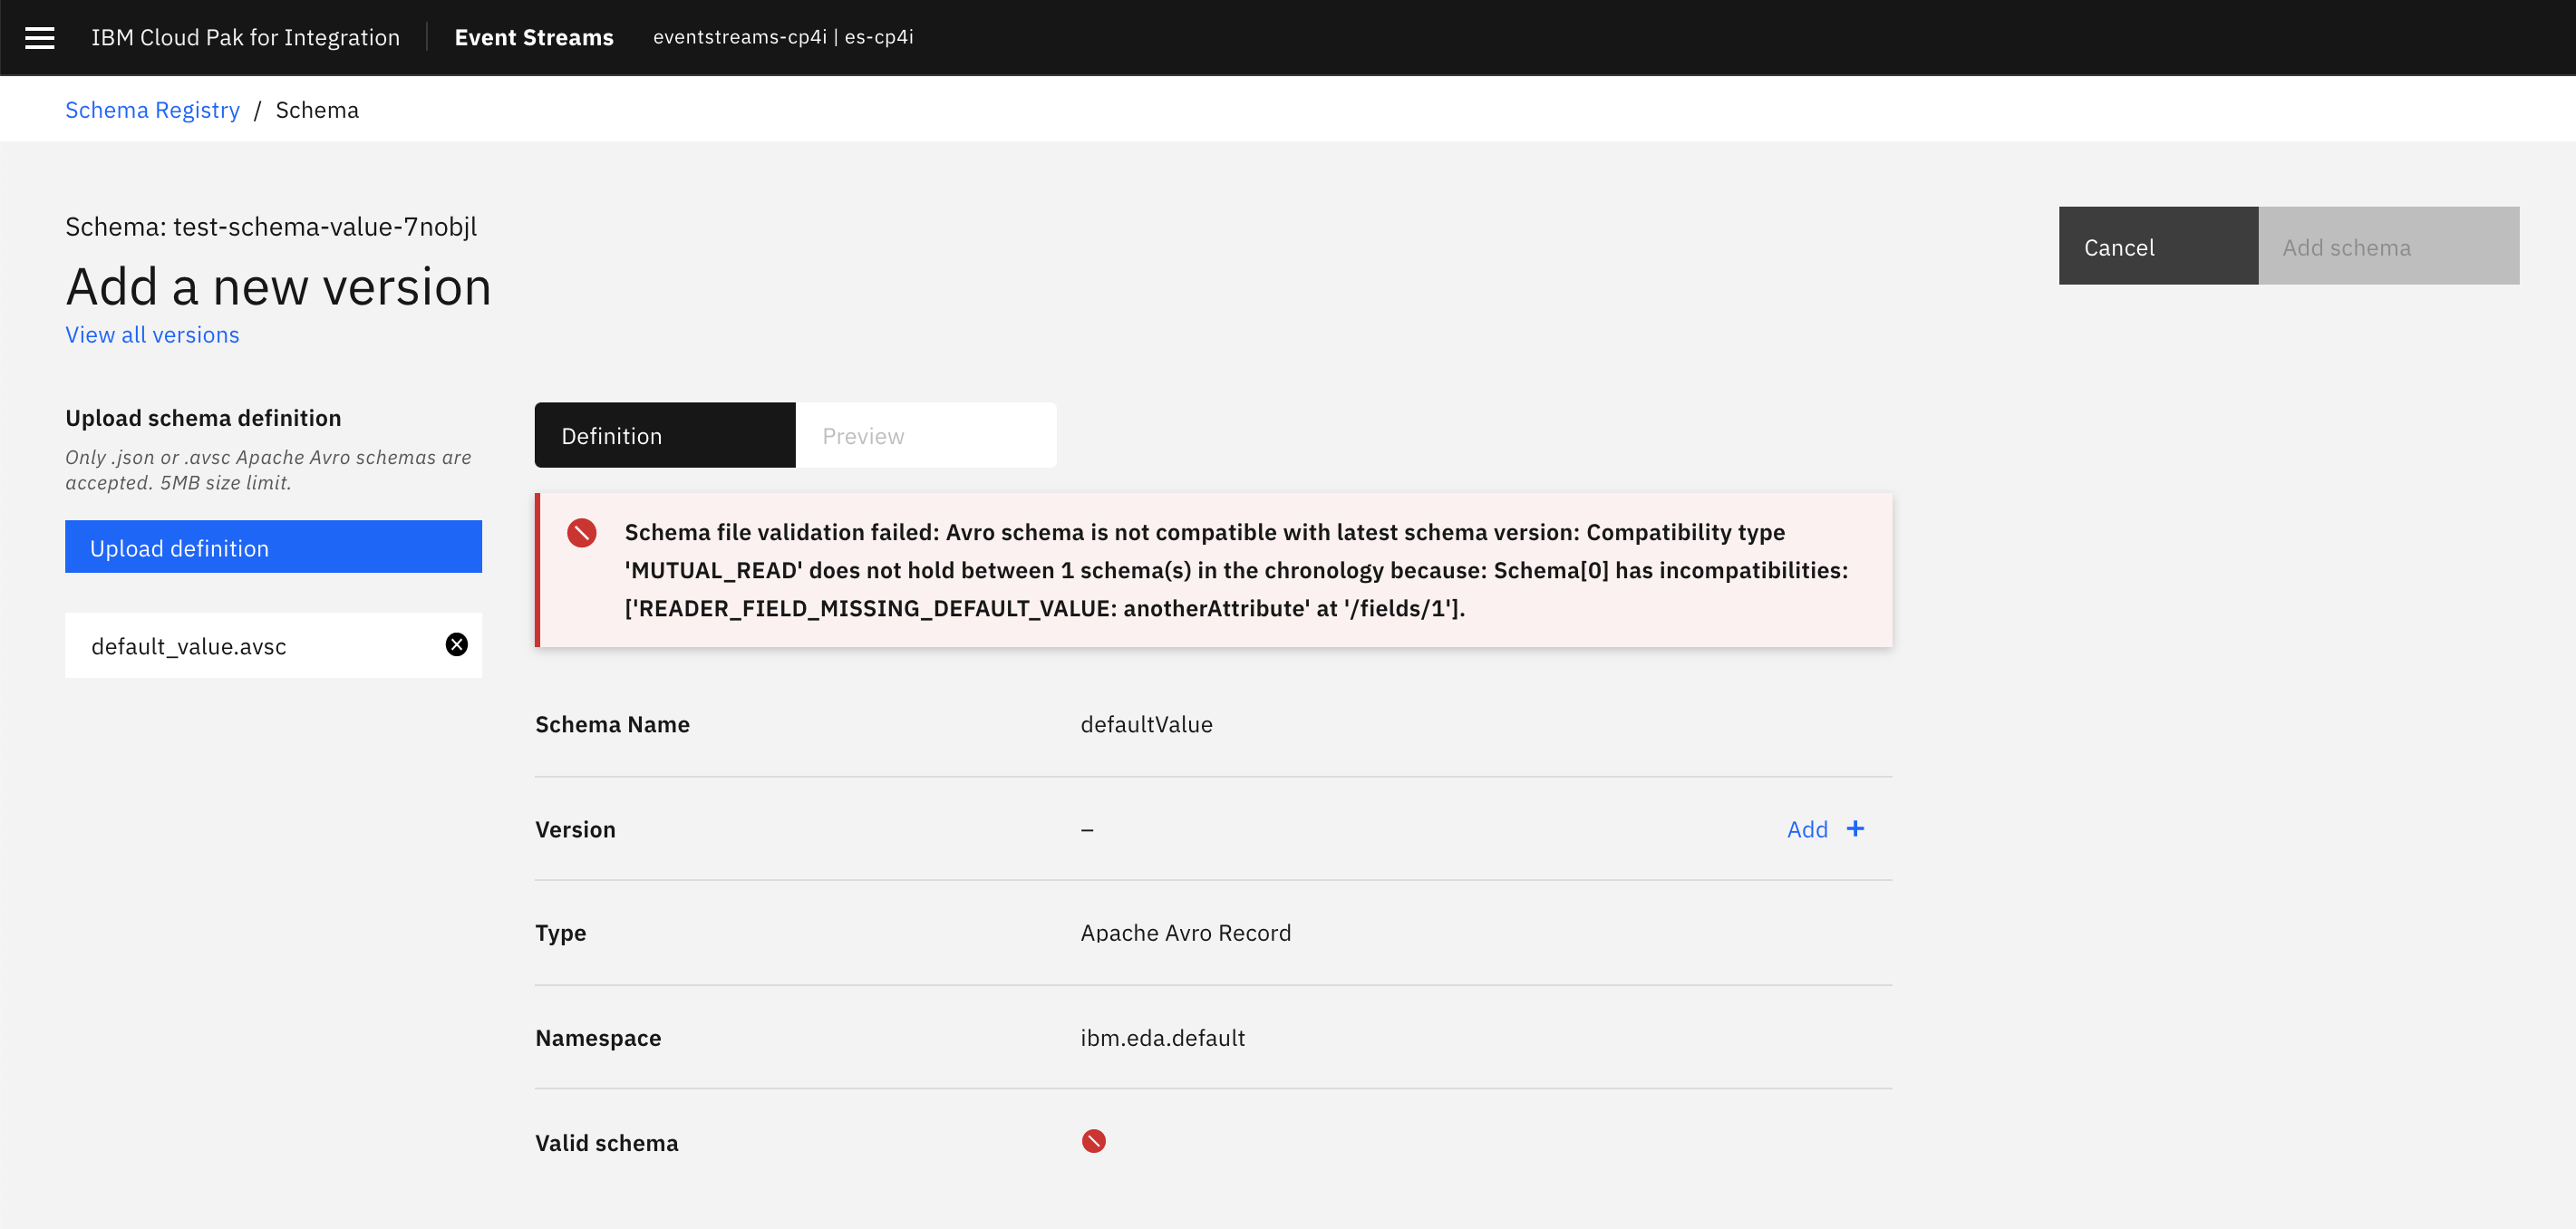 IBM Cloud Pak for Integration
Event Streams
eventstreams-cp4i | es-cp4i
Schema Registry / Schema
Schema: test-schema-value-7nobjl
Add a new version
View all versions
Cancel
Add schema
Upload schema definition
Only .json or .avsc Apache Avro schemas are
accepted. 5MB size limit.
Upload definition
default_value.avsc
Definition
Preview
Schema file validation failed: Avro schema is not compatible with latest schema version: Compatibility type
'MUTUAL_READ' does not hold between 1 schema(s) in the chronology because: Schema[0] has incompatibilities:
['READER_FIELD_MISSING_DEFAULT_VALUE: anotherAttribute' at '/fields/1'].
Schema Name
defaultValue
Version
–
Add +
Type
Apache Avro Record
Namespace
ibm.eda.default
Valid schema